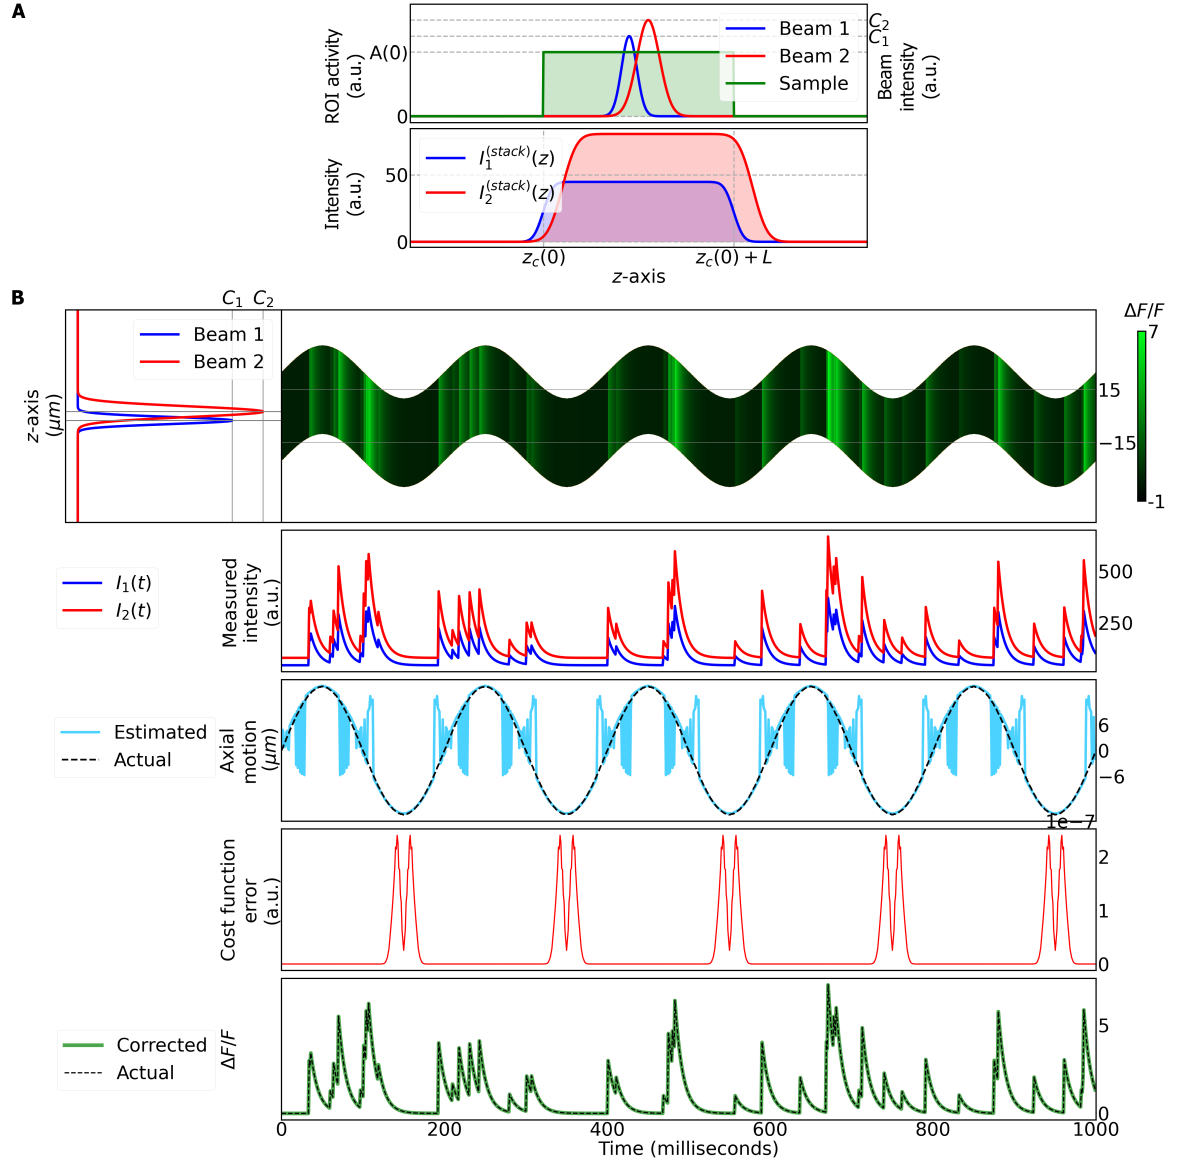 A
ROI activity
(a.u.)
A(0)
0
C₂
C₁
Beam
intensity
(a.u.)
Beam 1
Beam 2
Sample
Intensity
(a.u.)
50
0
I₁^(stack)(z)
I₂^(stack)(z)
z_c(0)
z_c(0) + L
z-axis
B
C₁ C₂
Beam 1
Beam 2
z-axis
(μm)
15
−15
ΔF/F
7
-1
I₁(t)
I₂(t)
Measured
intensity
(a.u.)
500
250
Estimated
Actual
Axial
motion
(μm)
6
0
−6
Cost function
error
(a.u.)
1e−7
2
1
0
Corrected
Actual
ΔF/F
5
0
0 200 400 600 800 1000
Time (milliseconds)